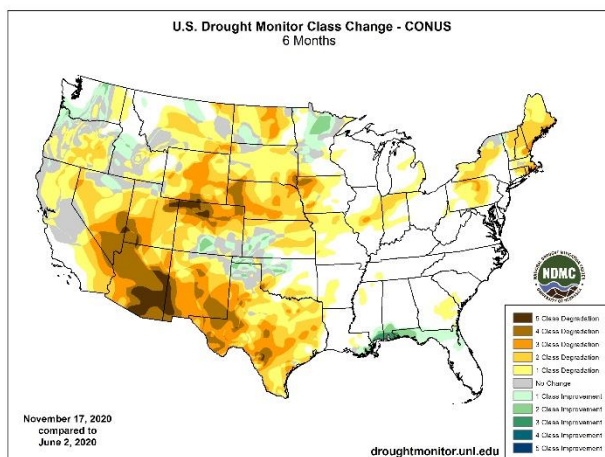 U.S. Drought Monitor Class Change - CONUS
6 Months
NDMC
5 Class Degradation
4 Class Degradation
3 Class Degradation
2 Class Degradation
1 Class Degradation
No Change
1 Class Improvement
2 Class Improvement
3 Class Improvement
4 Class Improvement
5 Class Improvement
November 17, 2020
compared to
June 2, 2020
droughtmonitor.unl.edu